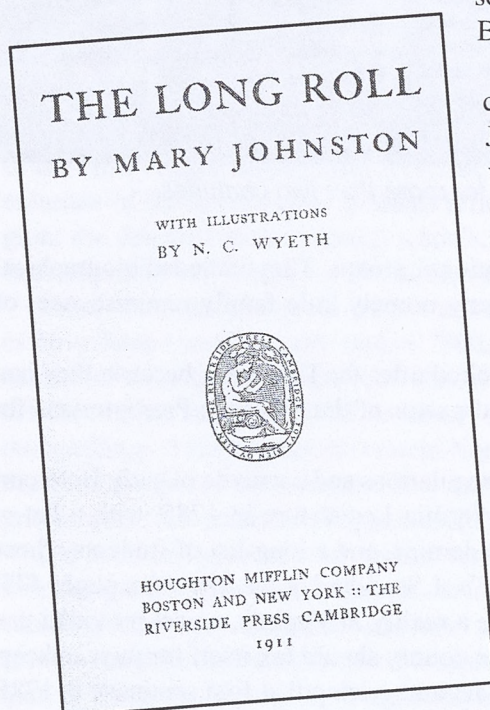 THE LONG ROLL
BY MARY JOHNSTON
WITH ILLUSTRATIONS
BY N. C. WYETH
HOUGHTON MIFFLIN COMPANY
BOSTON AND NEW YORK :: THE
RIVERSIDE PRESS CAMBRIDGE
1911